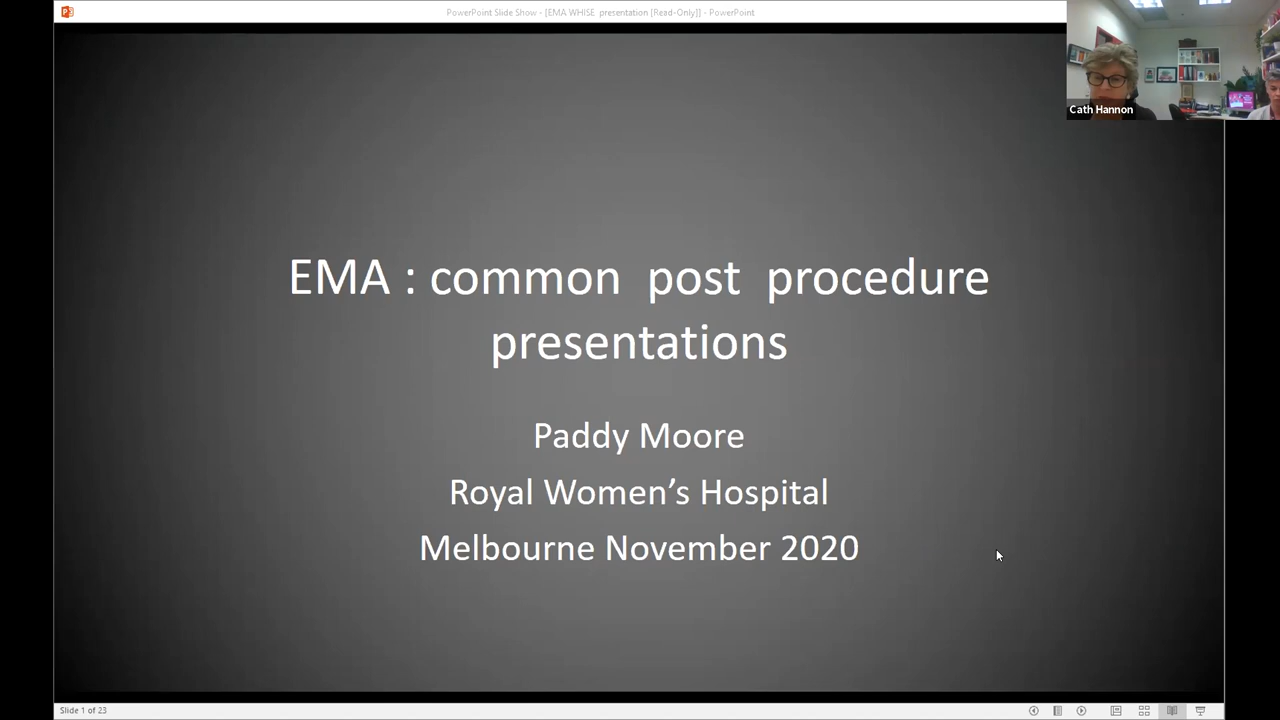 PowerPoint Slide Show - [EMA WHISE presentation [Read-Only]] - PowerPoint
Cath Hannon
EMA : common post procedure
presentations
Paddy Moore
Royal Women's Hospital
Melbourne November 2020
Slide 1 of 23